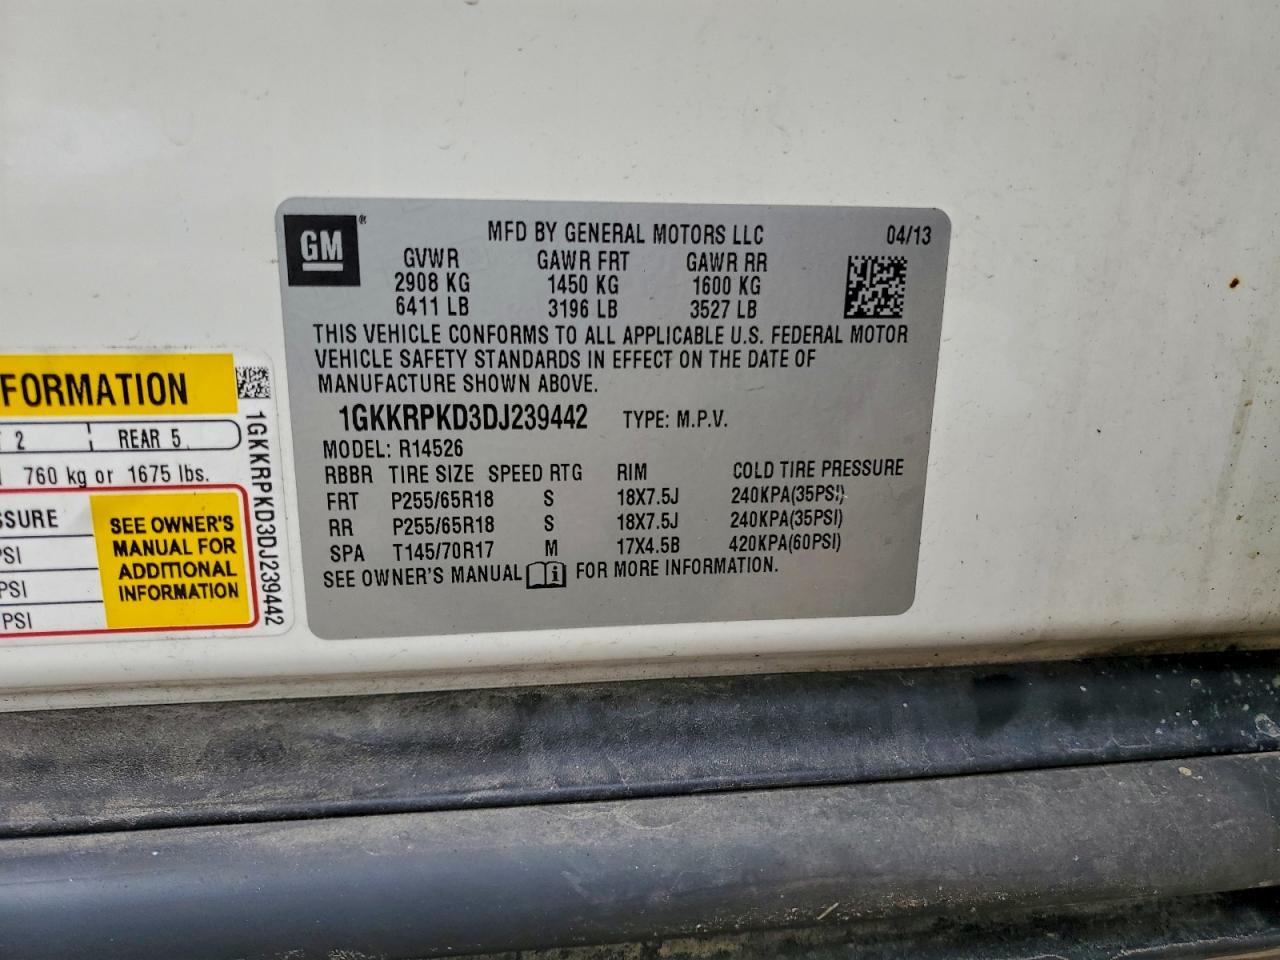 GM®
MFD BY GENERAL MOTORS LLC 04/13
GVWR GAWR FRT GAWR RR
2908 KG 1450 KG 1600 KG
6411 LB 3196 LB 3527 LB
THIS VEHICLE CONFORMS TO ALL APPLICABLE U.S. FEDERAL MOTOR
VEHICLE SAFETY STANDARDS IN EFFECT ON THE DATE OF
MANUFACTURE SHOWN ABOVE.
1GKKRPKD3DJ239442 TYPE: M.P.V.
MODEL: R14526
RBBR TIRE SIZE SPEED RTG RIM COLD TIRE PRESSURE
FRT P255/65R18 S 18X7.5J 240KPA(35PSI)
RR P255/65R18 S 18X7.5J 240KPA(35PSI)
SPA T145/70R17 M 17X4.5B 420KPA(60PSI)
SEE OWNER'S MANUAL i FOR MORE INFORMATION.
FORMATION
2 REAR 5
760 kg or 1675 lbs.
SSURE
PSI
PSI
PSI
SEE OWNER'S
MANUAL FOR
ADDITIONAL
INFORMATION
1GKKRPKD3DJ239442